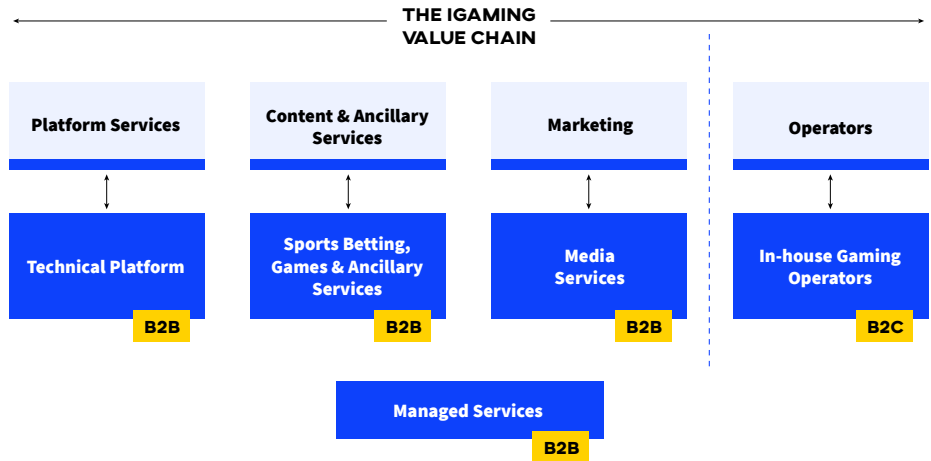 THE IGAMING
VALUE CHAIN
Platform Services
Content & Ancillary
Services
Marketing
Operators
Technical Platform
B2B
Sports Betting,
Games & Ancillary
Services
B2B
Media
Services
B2B
In-house Gaming
Operators
B2C
Managed Services
B2B